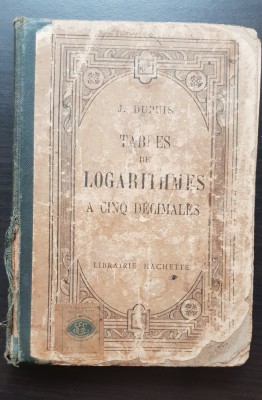 J. DUPUIS
TABLES
DE
LOGARITHMES
A CINQ DÉCIMALES
LIBRAIRIE HACHETTE